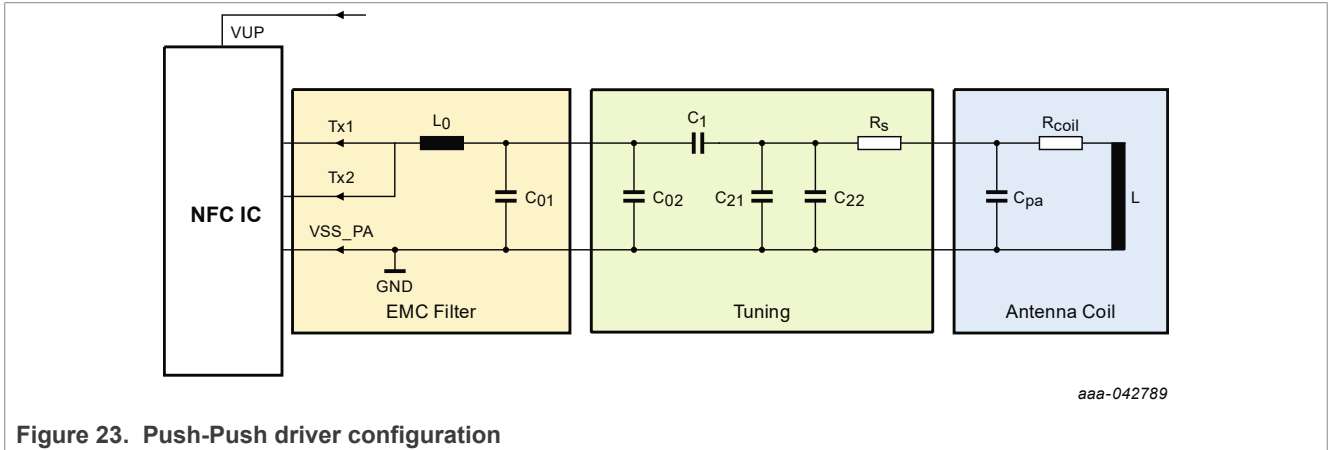 VUP
NFC IC
Tx1
Tx2
VSS_PA
GND
L0
C01
EMC Filter
C02
C1
C21
C22
Rs
Tuning
Cpa
Rcoil
L
Antenna Coil
aaa-042789
Figure 23. Push-Push driver configuration